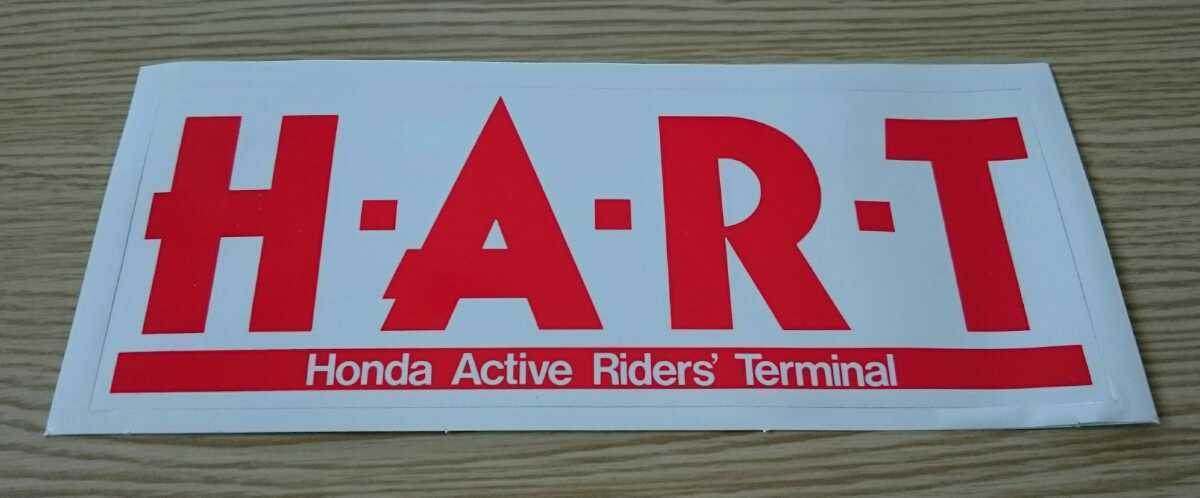 H·A·R·T
Honda Active Riders' Terminal